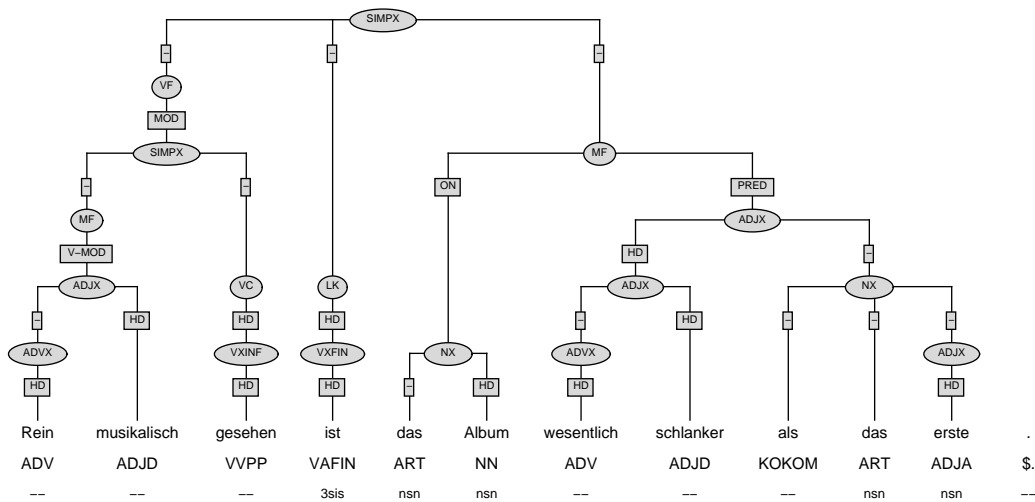 SIMPX
– – –
VF
MOD
SIMPX MF
– – ON PRED
MF ADJX
V–MOD HD –
ADJX VC LK ADJX NX
– HD HD HD – HD – – –
ADVX VXINF VXFIN NX ADVX ADJX
HD HD HD – HD HD HD
Rein musikalisch gesehen ist das Album wesentlich schlanker als das erste .
ADV ADJD VVPP VAFIN ART NN ADV ADJD KOKOM ART ADJA $.
–– –– –– 3sis nsn nsn –– –– –– nsn nsn ––